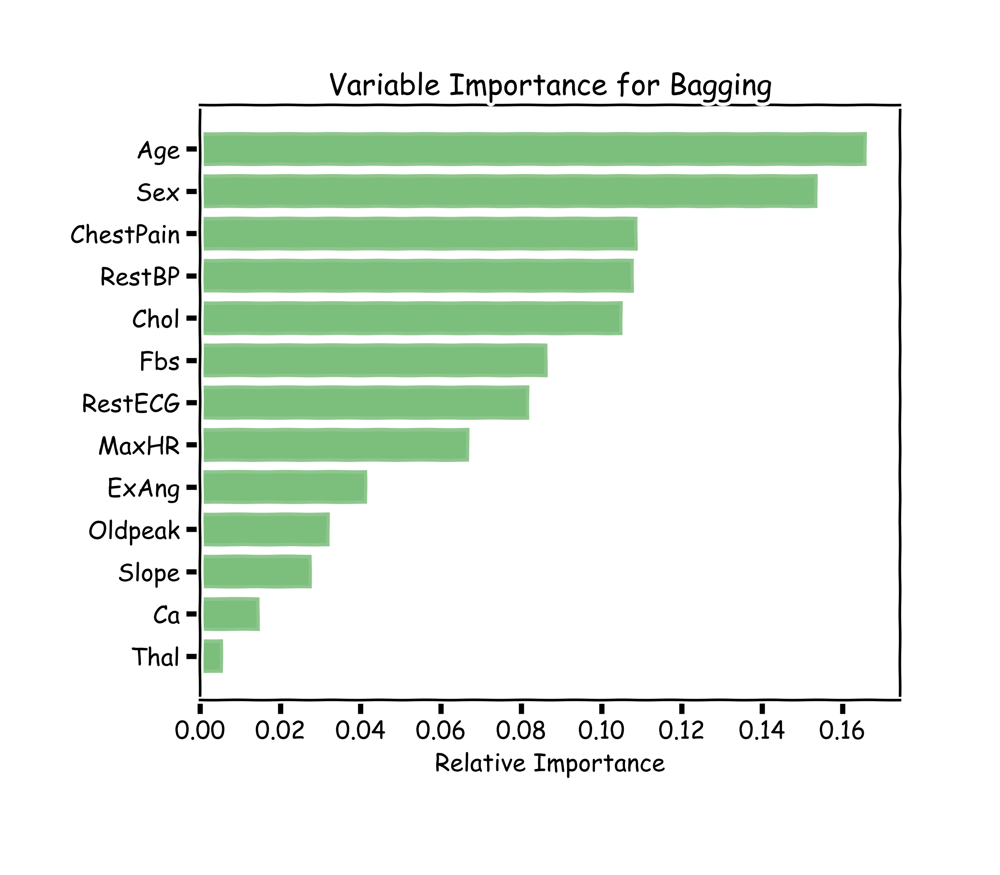 Variable Importance for Bagging
Age
Sex
ChestPain
RestBP
Chol
Fbs
RestECG
MaxHR
ExAng
Oldpeak
Slope
Ca
Thal
0.00 0.02 0.04 0.06 0.08 0.10 0.12 0.14 0.16
Relative Importance